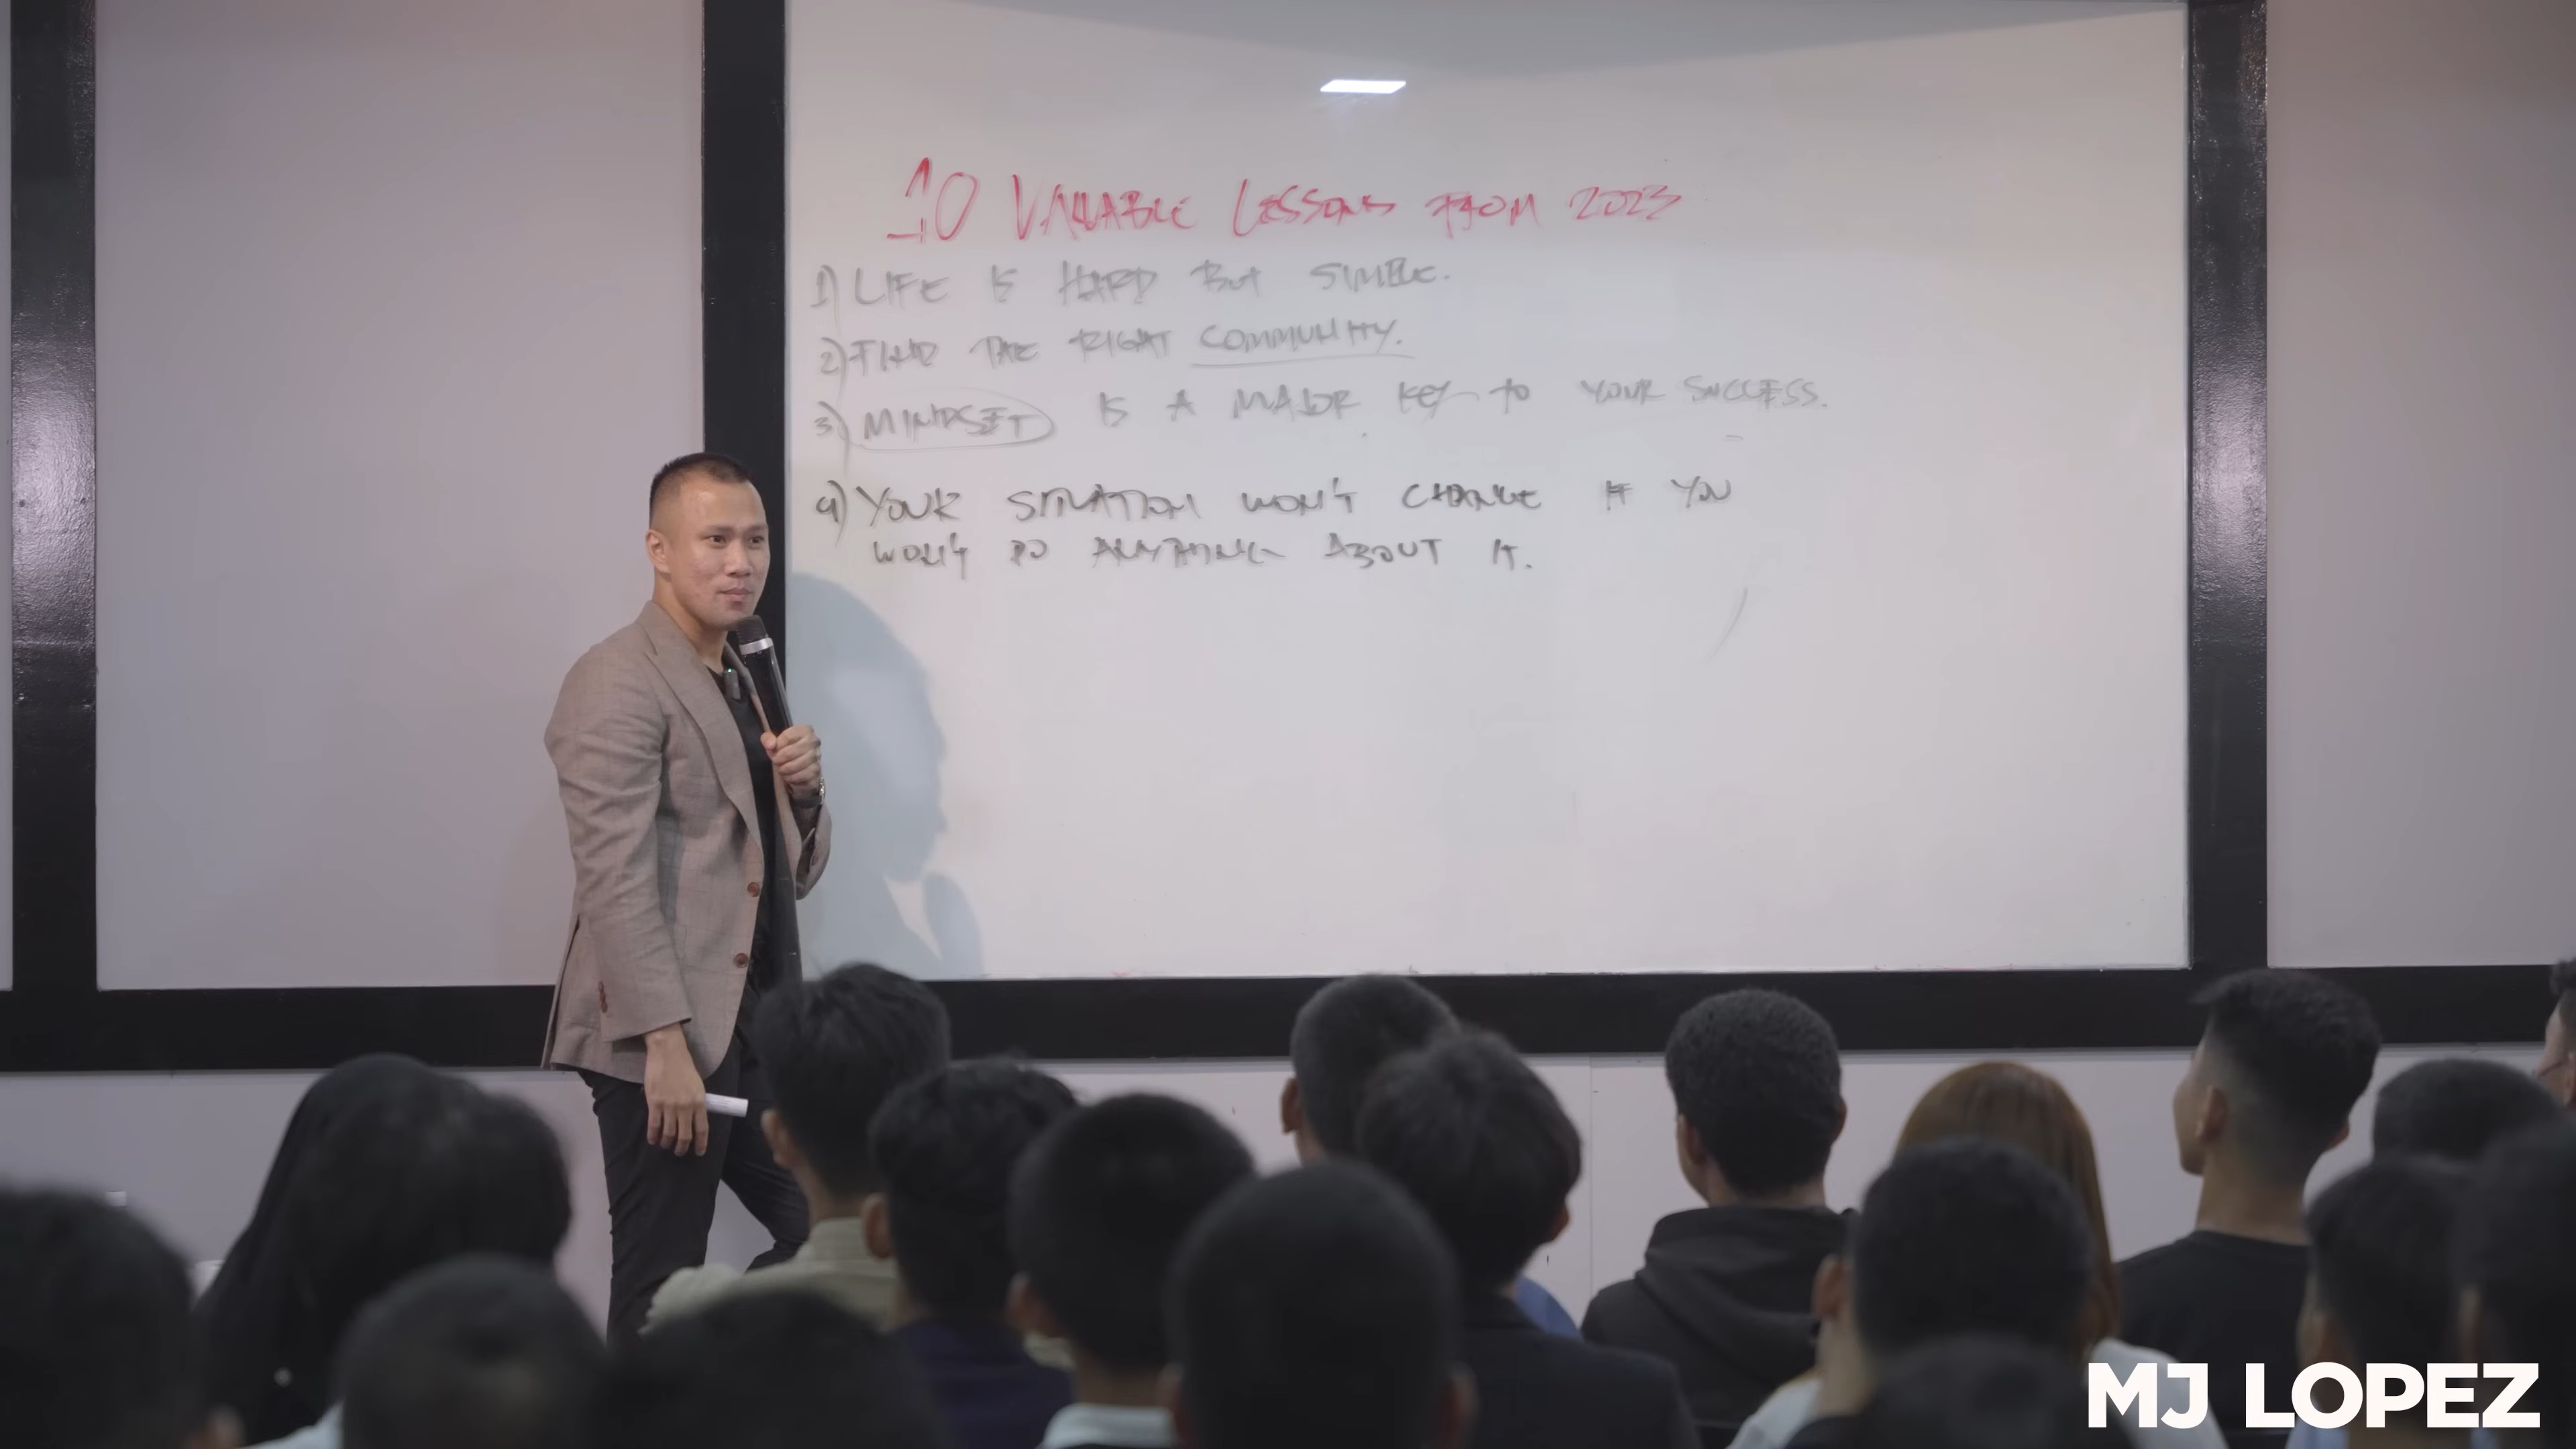 10 VALUABLE LESSONS FROM 2023
1) LIFE IS HARD BUT SIMPLE.
2) FIND THE RIGHT COMMUNITY.
3) MINDSET IS A MAJOR KEY TO YOUR SUCCESS.
4) YOUR SITUATION WON'T CHANGE IF YOU
WON'T DO ANYTHING ABOUT IT.
MJ LOPEZ